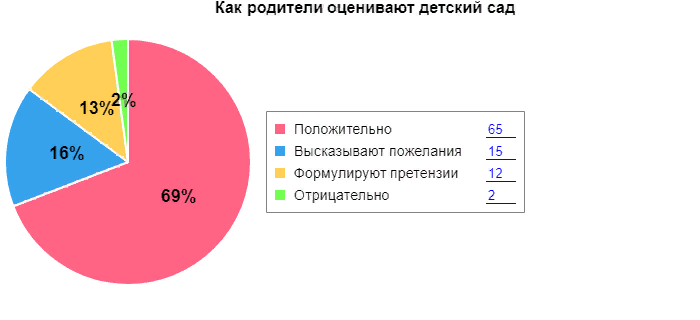 Как родители оценивают детский сад
2%
13%
16%
69%
Положительно 65
Высказывают пожелания 15
Формулируют претензии 12
Отрицательно 2